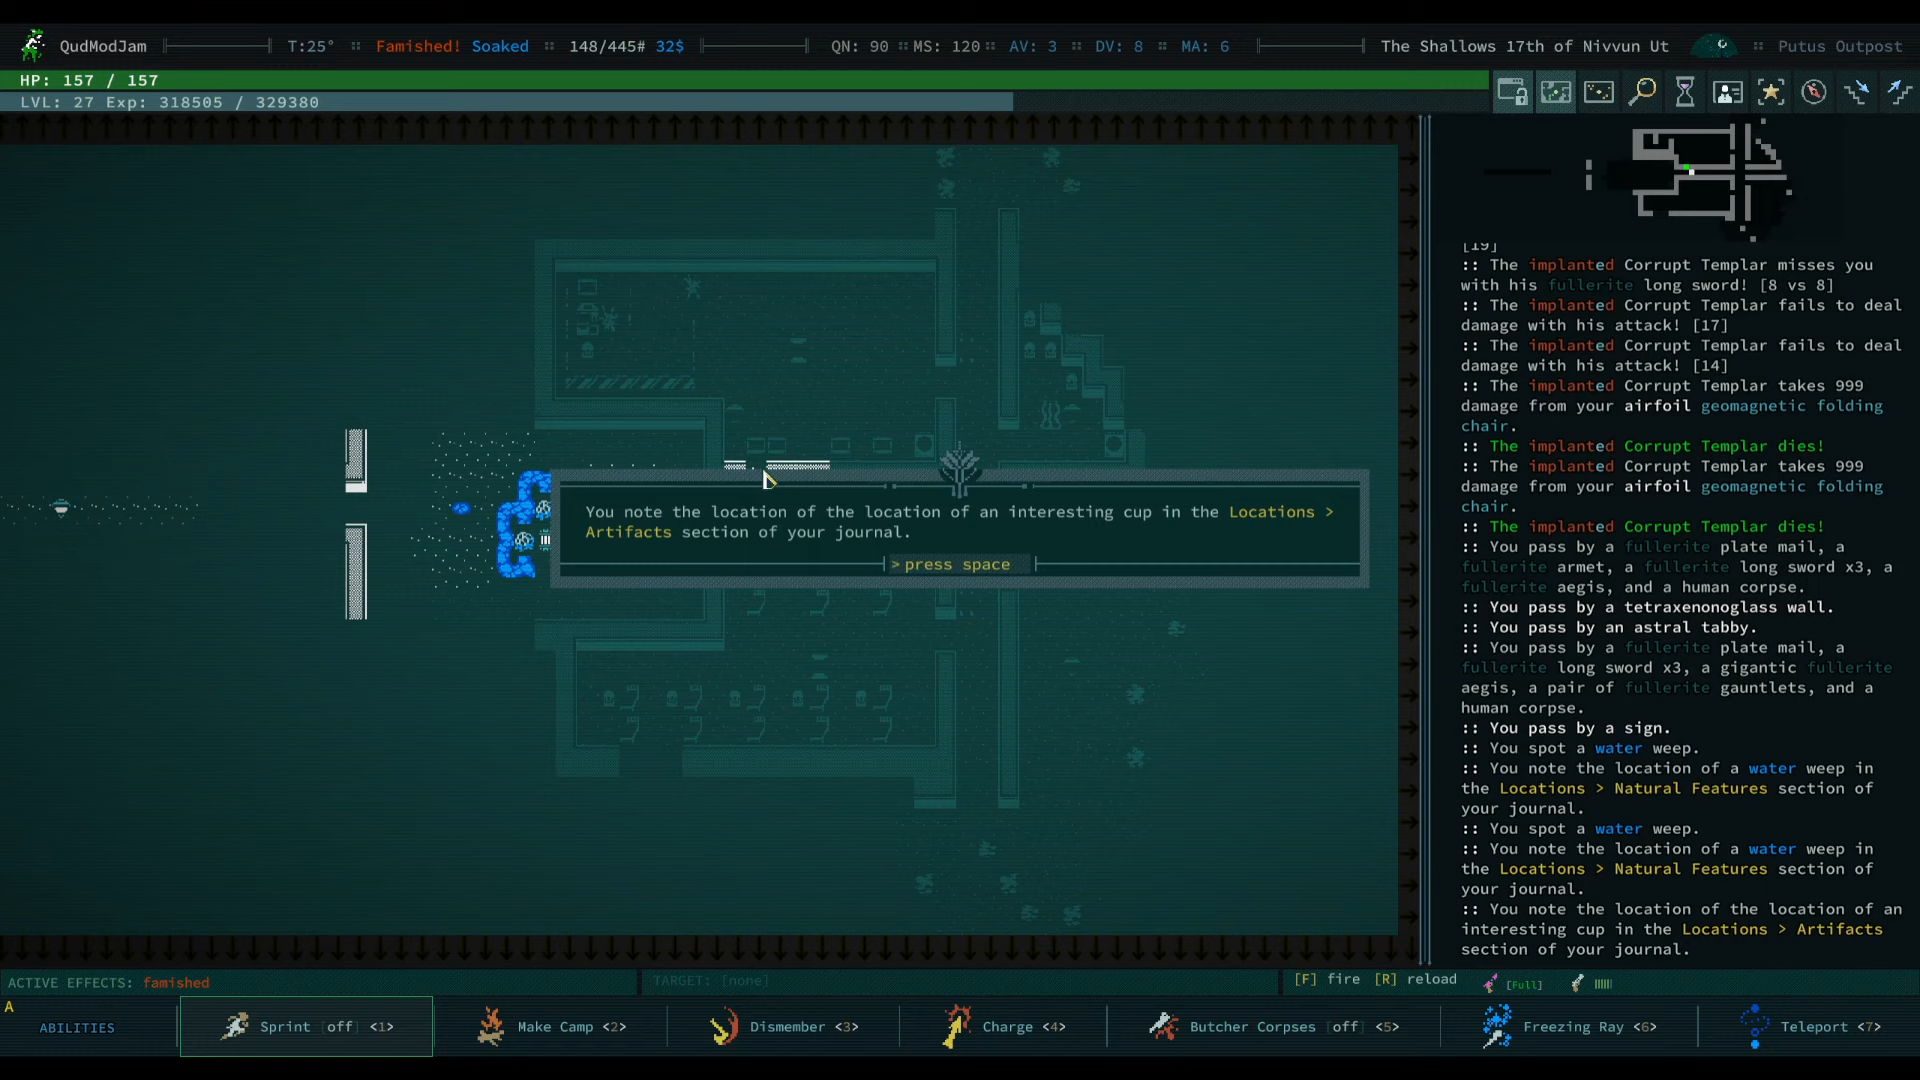 QudModJam T:25° Famished! Soaked 148/445# 32$ QN: 90 MS: 120 AV: 3 DV: 8 MA: 6 The Shallows 17th of Nivvun Ut Putus Outpost
HP: 157 / 157
LVL: 27 Exp: 318505 / 329380
[19]
:: The implanted Corrupt Templar misses you
with his fullerite long sword! [8 vs 8]
:: The implanted Corrupt Templar fails to deal
damage with his attack! [17]
:: The implanted Corrupt Templar fails to deal
damage with his attack! [14]
:: The implanted Corrupt Templar takes 999
damage from your airfoil geomagnetic folding
chair.
:: The implanted Corrupt Templar dies!
:: The implanted Corrupt Templar takes 999
damage from your airfoil geomagnetic folding
chair.
:: The implanted Corrupt Templar dies!
:: You pass by a fullerite plate mail, a
fullerite armet, a fullerite long sword x3, a
fullerite aegis, and a human corpse.
:: You pass by a tetraxenonoglass wall.
:: You pass by an astral tabby.
:: You pass by a fullerite plate mail, a
fullerite long sword x3, a gigantic fullerite
aegis, a pair of fullerite gauntlets, and a
human corpse.
:: You pass by a sign.
:: You spot a water weep.
:: You note the location of a water weep in
the Locations > Natural Features section of
your journal.
:: You spot a water weep.
:: You note the location of a water weep in
the Locations > Natural Features section of
your journal.
:: You note the location of the location of an
interesting cup in the Locations > Artifacts
section of your journal.
You note the location of the location of an interesting cup in the Locations >
Artifacts section of your journal.
>press space
ACTIVE EFFECTS: famished TARGET: [none] [F] fire [R] reload [Full]
A
ABILITIES Sprint [off] <1> Make Camp <2> Dismember <3> Charge <4> Butcher Corpses [off] <5> Freezing Ray <6> Teleport <7>